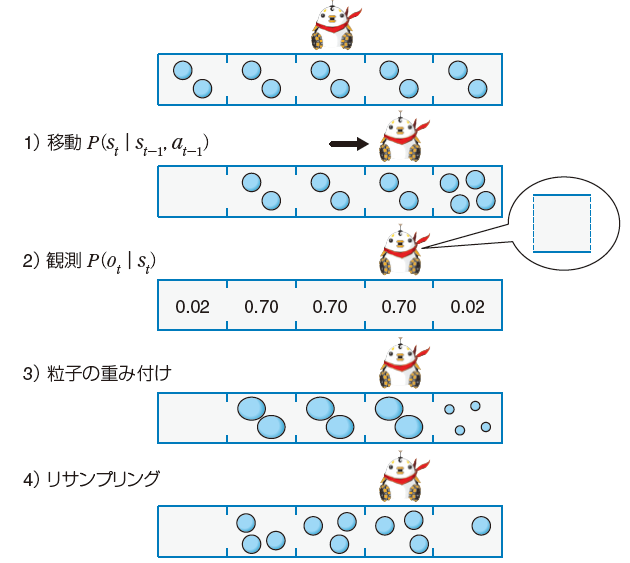 1) 移動 P(sₜ | sₜ₋₁, aₜ₋₁)
2) 観測 P(oₜ | sₜ)
0.02 0.70 0.70 0.70 0.02
3) 粒子の重み付け
4) リサンプリング